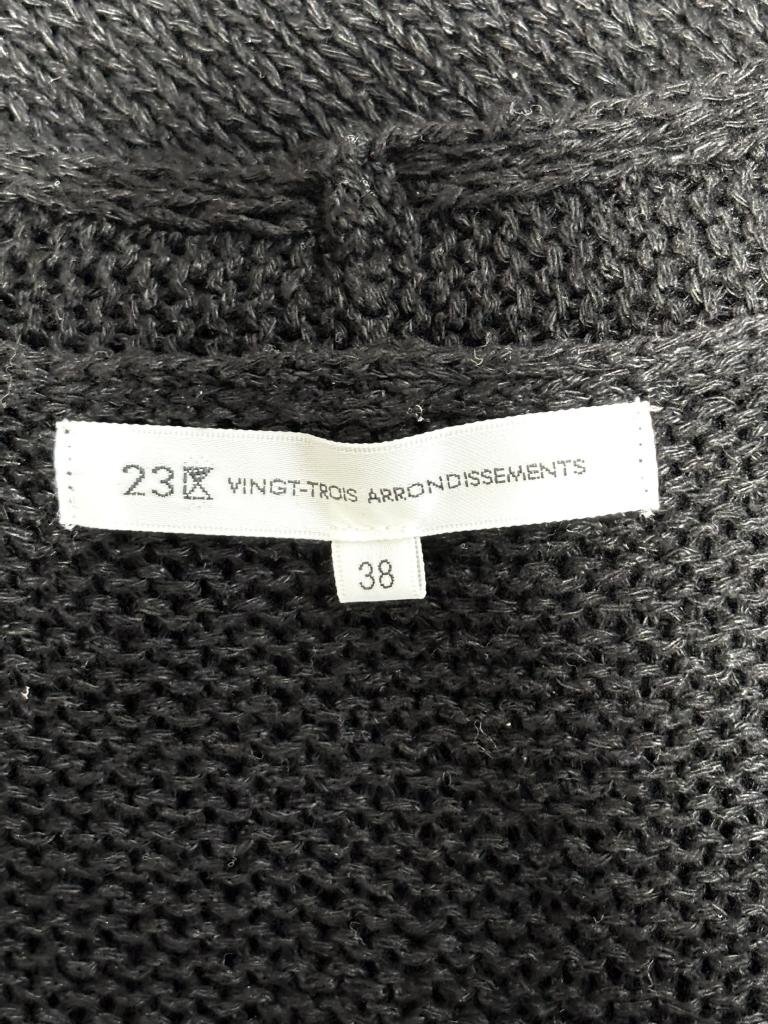 23区 VINGT-TROIS ARRONDISSEMENTS
38